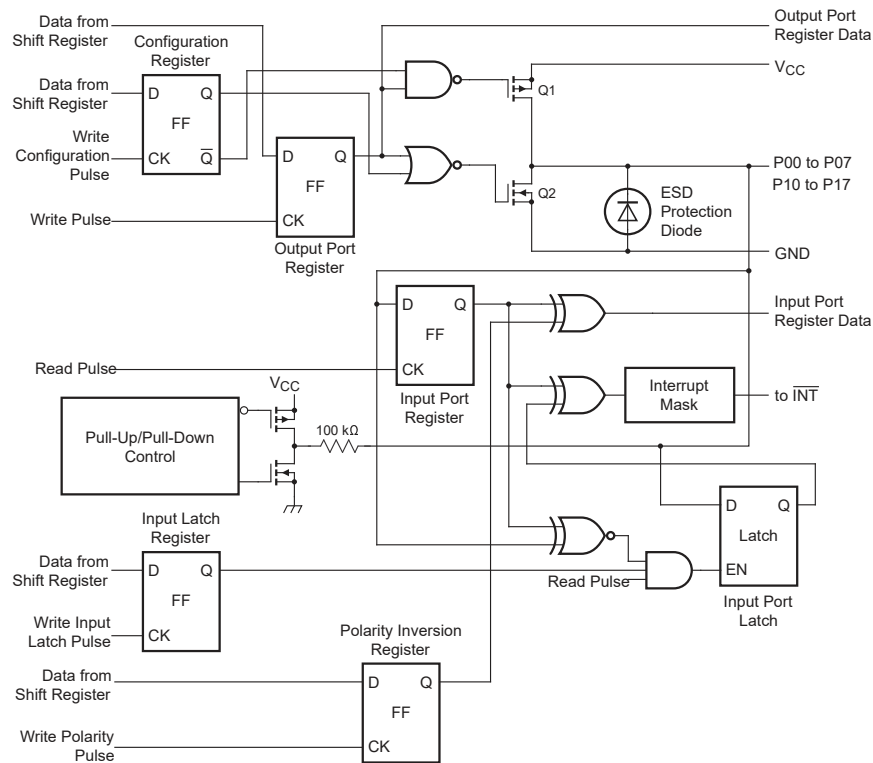 Data from
Shift Register
Configuration
Register
Output Port
Register Data
VCC
Data from
Shift Register
D
Q
FF
Q1
Write
Configuration
Pulse
CK
Q̅
D
Q
FF
P00 to P07
P10 to P17
Q2
ESD
Protection
Diode
Write Pulse
CK
Output Port
Register
GND
D
Q
FF
Input Port
Register Data
Read Pulse
CK
Input Port
Register
Interrupt
Mask
to I̅N̅T̅
VCC
Pull-Up/Pull-Down
Control
100 kΩ
D
Q
Latch
EN
Input Port
Latch
Input Latch
Register
Data from
Shift Register
D
Q
FF
Read Pulse
Write Input
Latch Pulse
CK
Polarity Inversion
Register
Data from
Shift Register
D
Q
FF
Write Polarity
Pulse
CK